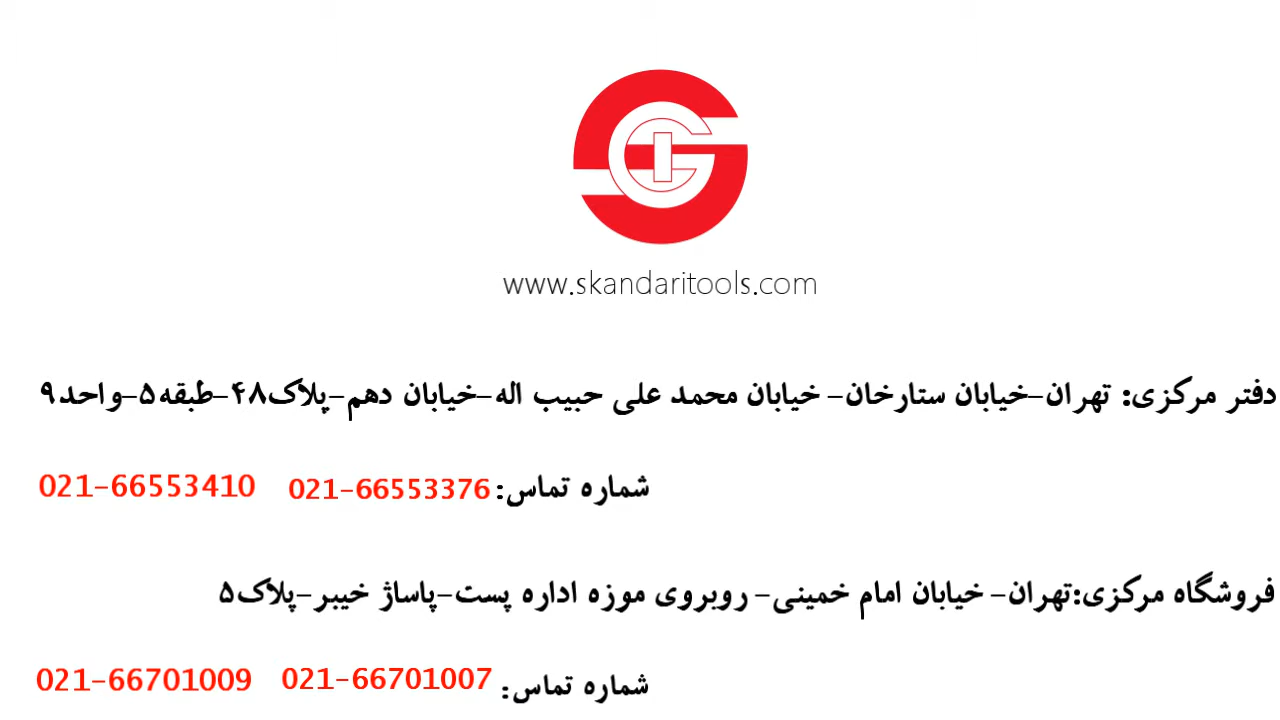 www.skandaritools.com
دفتر مرکزی: تهران-خیابان ستارخان- خیابان محمد علی حبیب اله-خیابان دهم-پلاک۴۸-طبقه۵-واحد۹
شماره تماس: 021-66553376 021-66553410
فروشگاه مرکزی:تهران- خیابان امام خمینی- روبروی موزه اداره پست-پاساژ خیبر-پلاک۵
شماره تماس: 021-66701007 021-66701009